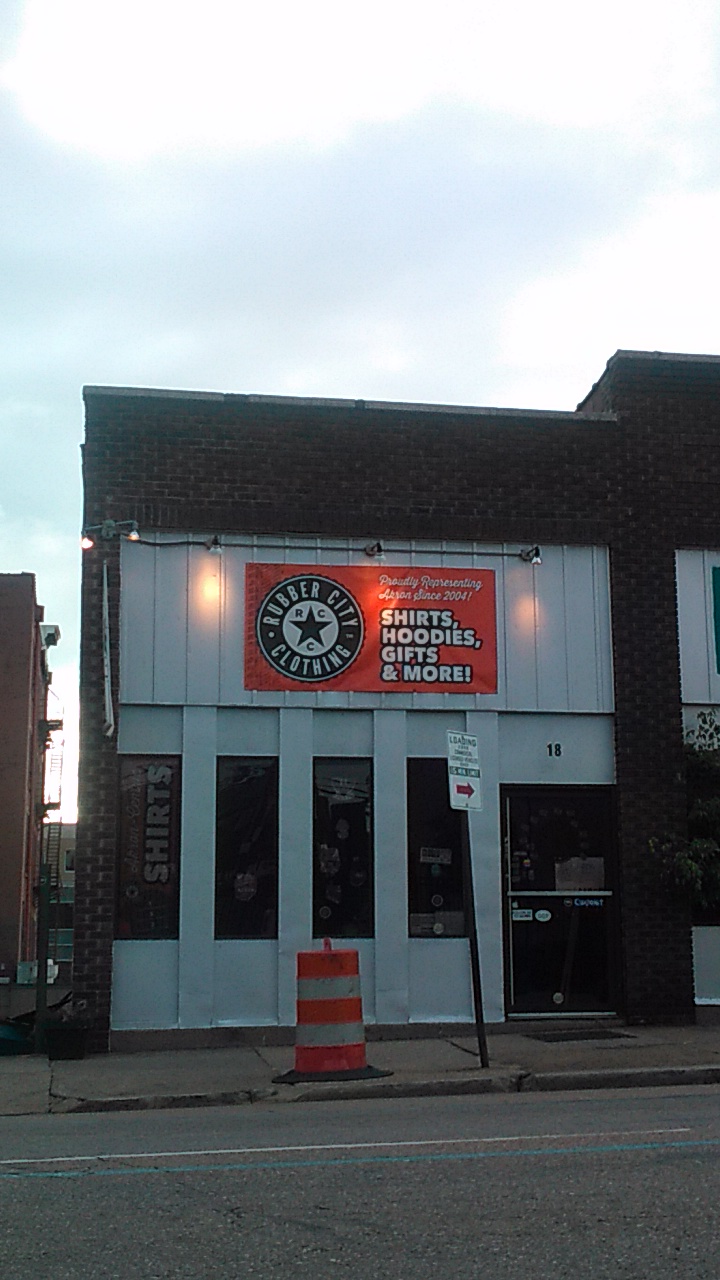 RUBBER CITY
R C
C
CLOTHING
Proudly Representing
Akron Since 2004!
SHIRTS,
HOODIES,
GIFTS
& MORE!
18
LOADING
SHIRTS